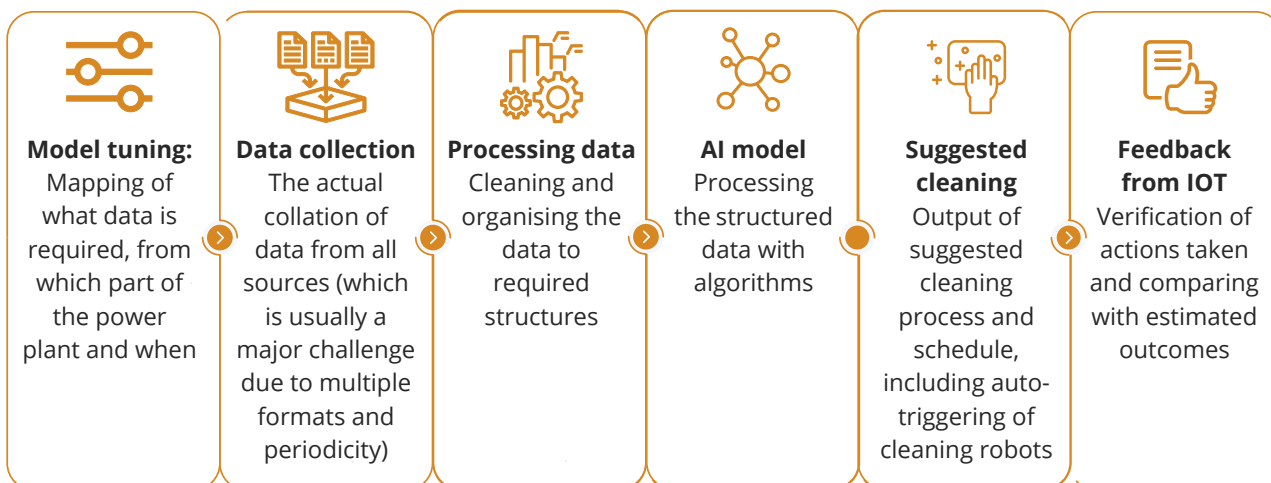 Model tuning:
Mapping of
what data is
required, from
which part of
the power
plant and when
Data collection
The actual
collation of
data from all
sources (which
is usually a
major challenge
due to multiple
formats and
periodicity)
Processing data
Cleaning and
organising the
data to
required
structures
AI model
Processing
the structured
data with
algorithms
Suggested
cleaning
Output of
suggested
cleaning
process and
schedule,
including auto-
triggering of
cleaning robots
Feedback
from IOT
Verification of
actions taken
and comparing
with estimated
outcomes